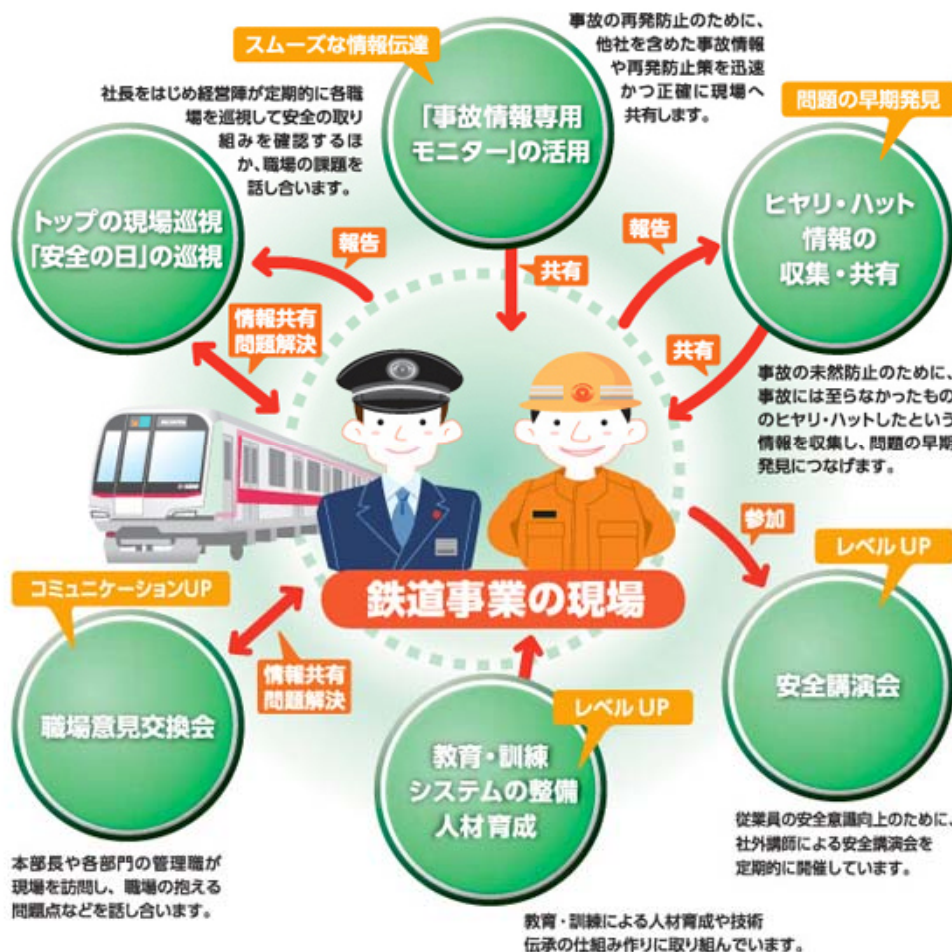 スムーズな情報伝達
「事故情報専用
モニター」の活用
事故の再発防止のために、
他社を含めた事故情報
や再発防止策を迅速
かつ正確に現場へ
共有します。
社長をはじめ経営陣が定期的に各職
場を巡視して安全の取り
組みを確認するほ
か、職場の課題を
話し合います。
トップの現場巡視
「安全の日」の巡視
問題の早期発見
ヒヤリ・ハット
情報の
収集・共有
報告
共有
報告
情報共有
問題解決
共有
事故の未然防止のために、
事故には至らなかったもの
のヒヤリ・ハットしたという
情報を収集し、問題の早期
発見につなげます。
参加
レベルUP
安全講演会
従業員の安全意識向上のために、
社外講師による安全講演会を
定期的に開催しています。
鉄道事業の現場
コミュニケーションUP
職場意見交換会
情報共有
問題解決
本部長や各部門の管理職が
現場を訪問し、職場の抱える
問題点などを話し合います。
レベルUP
教育・訓練
システムの整備
人材育成
教育・訓練による人材育成や技術
伝承の仕組み作りに取り組んでいます。